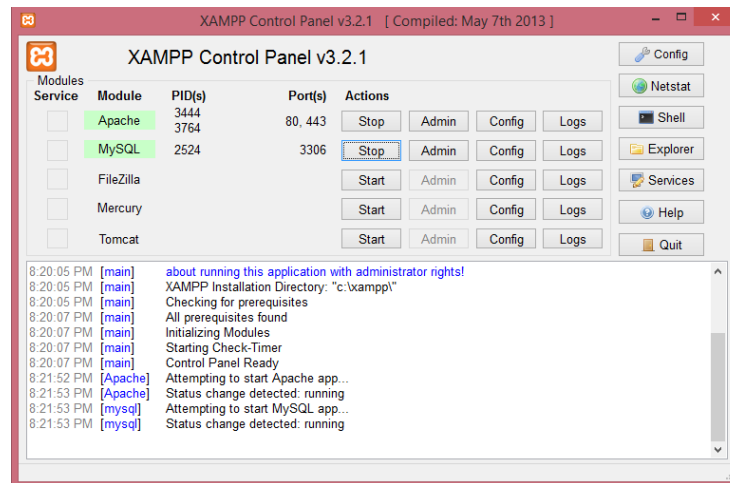 XAMPP Control Panel v3.2.1 [ Compiled: May 7th 2013 ]
XAMPP Control Panel v3.2.1
Config
Modules
Netstat
Service Module PID(s) Port(s) Actions
Apache 3444 3764 80, 443 Stop Admin Config Logs
Shell
MySQL 2524 3306 Stop Admin Config Logs
Explorer
FileZilla Start Admin Config Logs
Services
Mercury Start Admin Config Logs
Help
Tomcat Start Admin Config Logs
Quit
8:20:05 PM [main] about running this application with administrator rights!
8:20:05 PM [main] XAMPP Installation Directory: "c:\xampp\"
8:20:05 PM [main] Checking for prerequisites
8:20:07 PM [main] All prerequisites found
8:20:07 PM [main] Initializing Modules
8:20:07 PM [main] Starting Check-Timer
8:20:07 PM [main] Control Panel Ready
8:21:52 PM [Apache] Attempting to start Apache app...
8:21:53 PM [Apache] Status change detected: running
8:21:53 PM [mysql] Attempting to start MySQL app...
8:21:53 PM [mysql] Status change detected: running